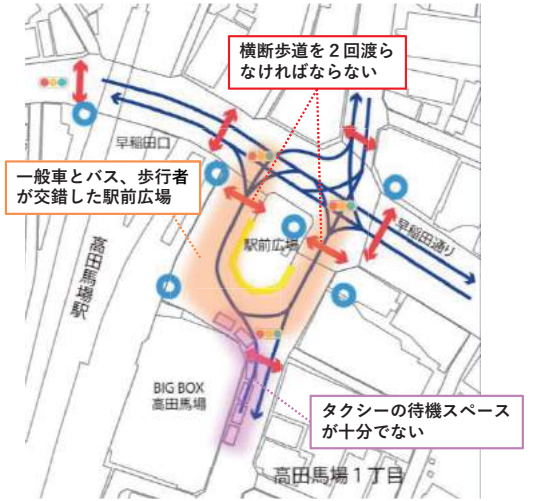 横断歩道を２回渡ら
なければならない
早稲田口
一般車とバス、歩行者
が交錯した駅前広場
早稲田通り
駅前広場
高田馬場駅
BIG BOX
高田馬場
タクシーの待機スペース
が十分でない
高田馬場１丁目